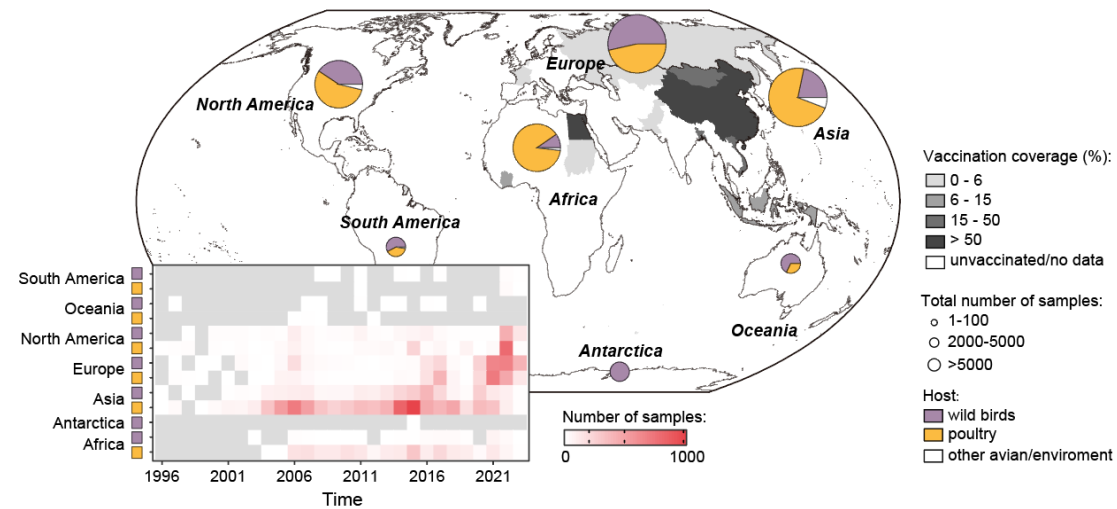 Europe
North America
Asia
Africa
South America
Oceania
Antarctica
Vaccination coverage (%):
0 - 6
6 - 15
15 - 50
> 50
unvaccinated/no data
Total number of samples:
1-100
2000-5000
>5000
Host:
wild birds
poultry
other avian/enviroment
South America
Oceania
North America
Europe
Asia
Antarctica
Africa
1996
2001
2006
2011
2016
2021
Time
Number of samples:
0
1000